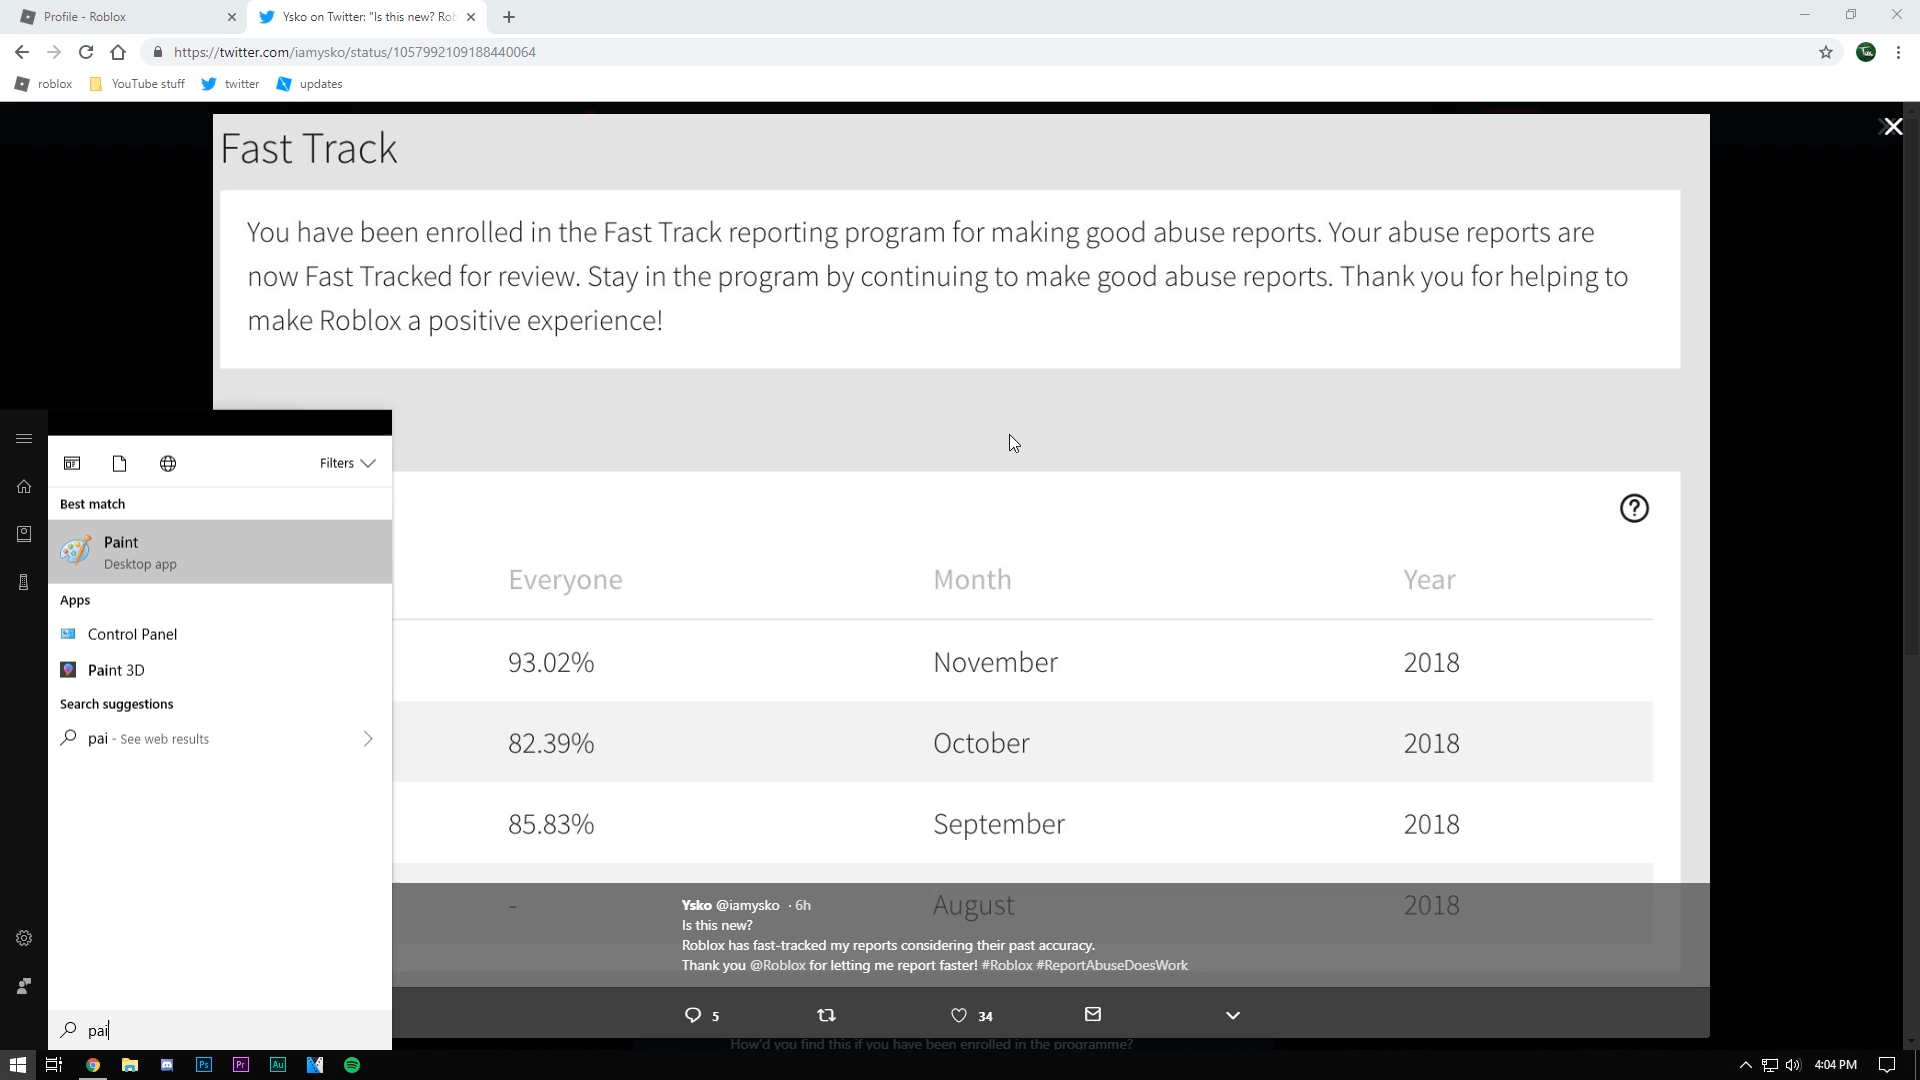 Profile - Roblox
Ysko on Twitter: "Is this new? Rob
https://twitter.com/iamysko/status/1057992109188440064
roblox
YouTube stuff
twitter
updates
Fast Track
You have been enrolled in the Fast Track reporting program for making good abuse reports. Your abuse reports are
now Fast Tracked for review. Stay in the program by continuing to make good abuse reports. Thank you for helping to
make Roblox a positive experience!
Filters
Best match
Paint
Desktop app
Apps
Control Panel
Paint 3D
Search suggestions
pai - See web results
pai
Everyone Month Year
93.02% November 2018
82.39% October 2018
85.83% September 2018
- August 2018
Ysko @iamysko · 6h
Is this new?
Roblox has fast-tracked my reports considering their past accuracy.
Thank you @Roblox for letting me report faster! #Roblox #ReportAbuseDoesWork
5
34
How'd you find this if you have been enrolled in the programme?
Ps
Pr
Au
4:04 PM